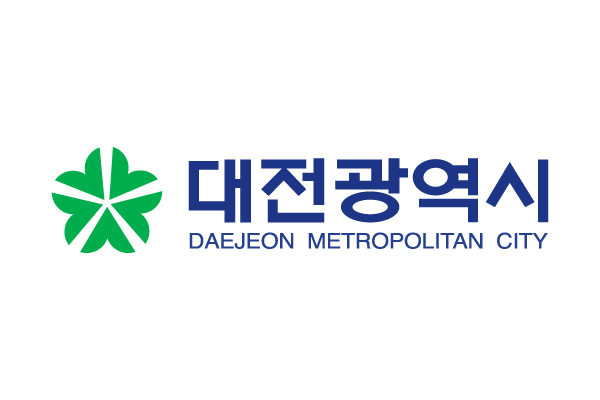 대전광역시
DAEJEON METROPOLITAN CITY